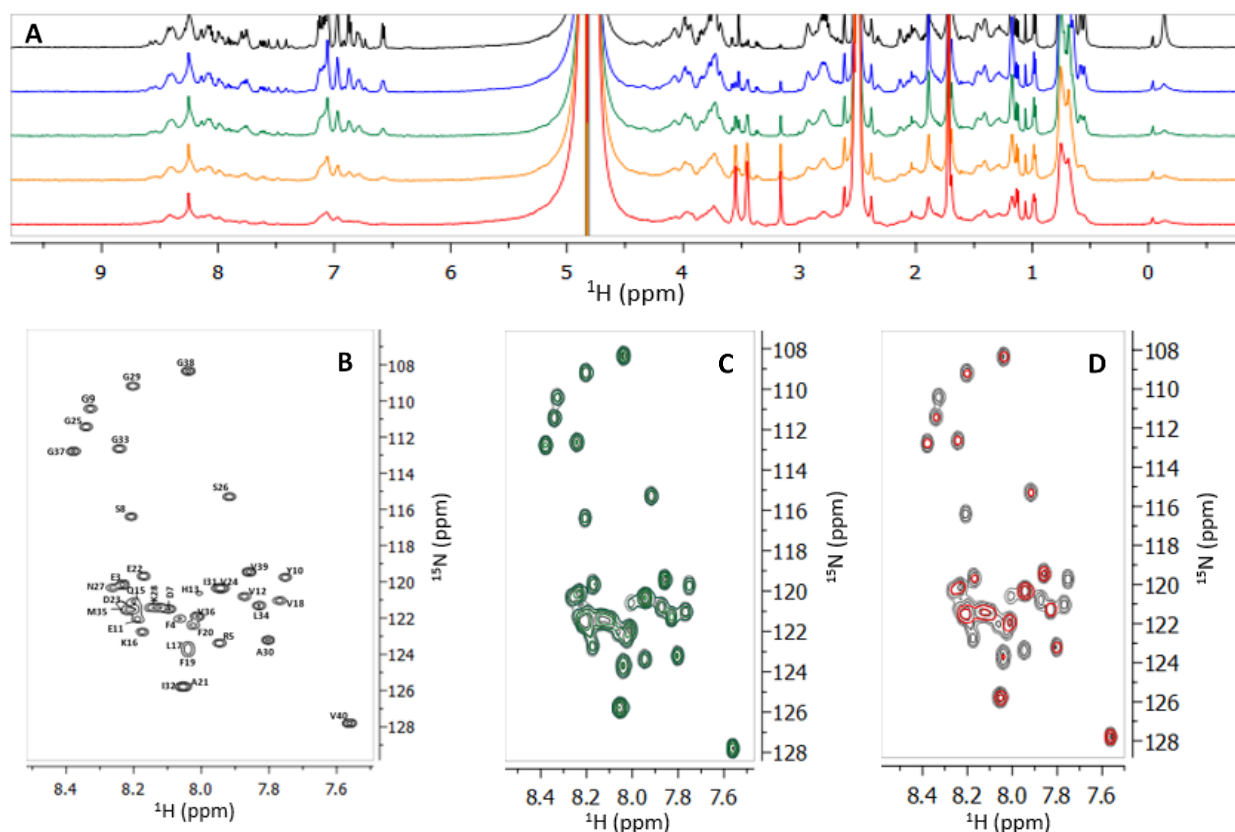 A
9 8 7 6 5 4 3 2 1 0
¹H (ppm)
B
G38
G29
G9
G25
G33
G37
S26
S8
E22
V39
Y10
E3
I31 V24
N27
Q15
H13
V12
D7
K28
V18
D23
L34
M35
V36
F4
E11
F20
K16
R5
L17
A30
F19
I32
A21
V40
108
110
112
114
116
118
120
122
124
126
128
¹⁵N (ppm)
8.4 8.2 8.0 7.8 7.6
¹H (ppm)
C
108
110
112
114
116
118
120
122
124
126
128
¹⁵N (ppm)
8.4 8.2 8.0 7.8 7.6
¹H (ppm)
D
108
110
112
114
116
118
120
122
124
126
128
¹⁵N (ppm)
8.4 8.2 8.0 7.8 7.6
¹H (ppm)